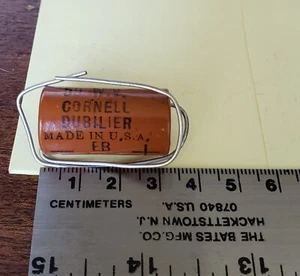 CORNELL
DUBILIER
MADE IN U.S.A.
EB
1 2 3 4 5 6
CENTIMETERS
THE BATES MFG.CO.
HACKETTSTOWN N.J.
07840 U.S.A.
15 14 13